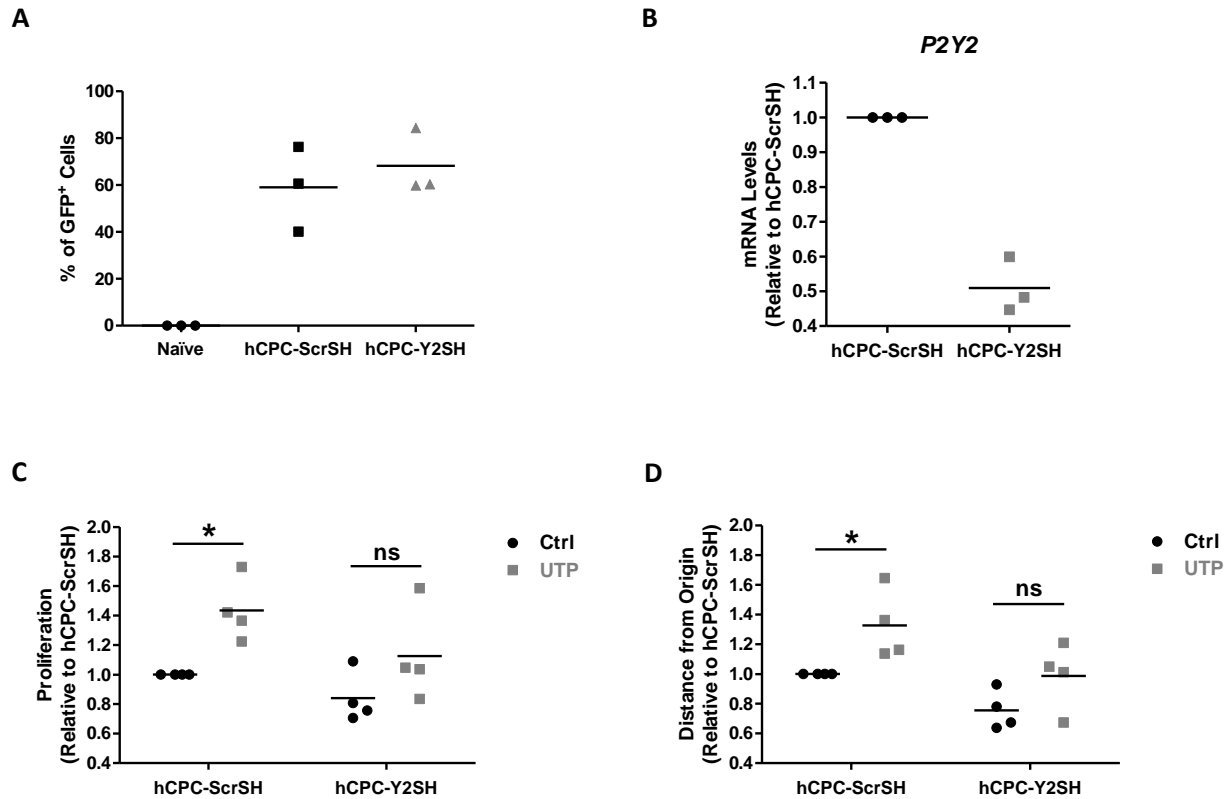 A
% of GFP+ Cells
100
80
60
40
20
0
Naïve
hCPC-ScrSH
hCPC-Y2SH
B
P2Y2
mRNA Levels
(Relative to hCPC-ScrSH)
1.1
1.0
0.9
0.8
0.7
0.6
0.5
0.4
hCPC-ScrSH
hCPC-Y2SH
C
Proliferation
(Relative to hCPC-ScrSH)
2.0
1.8
1.6
1.4
1.2
1.0
0.8
0.6
0.4
*
ns
Ctrl
UTP
hCPC-ScrSH
hCPC-Y2SH
D
Distance from Origin
(Relative to hCPC-ScrSH)
2.0
1.8
1.6
1.4
1.2
1.0
0.8
0.6
0.4
*
ns
Ctrl
UTP
hCPC-ScrSH
hCPC-Y2SH